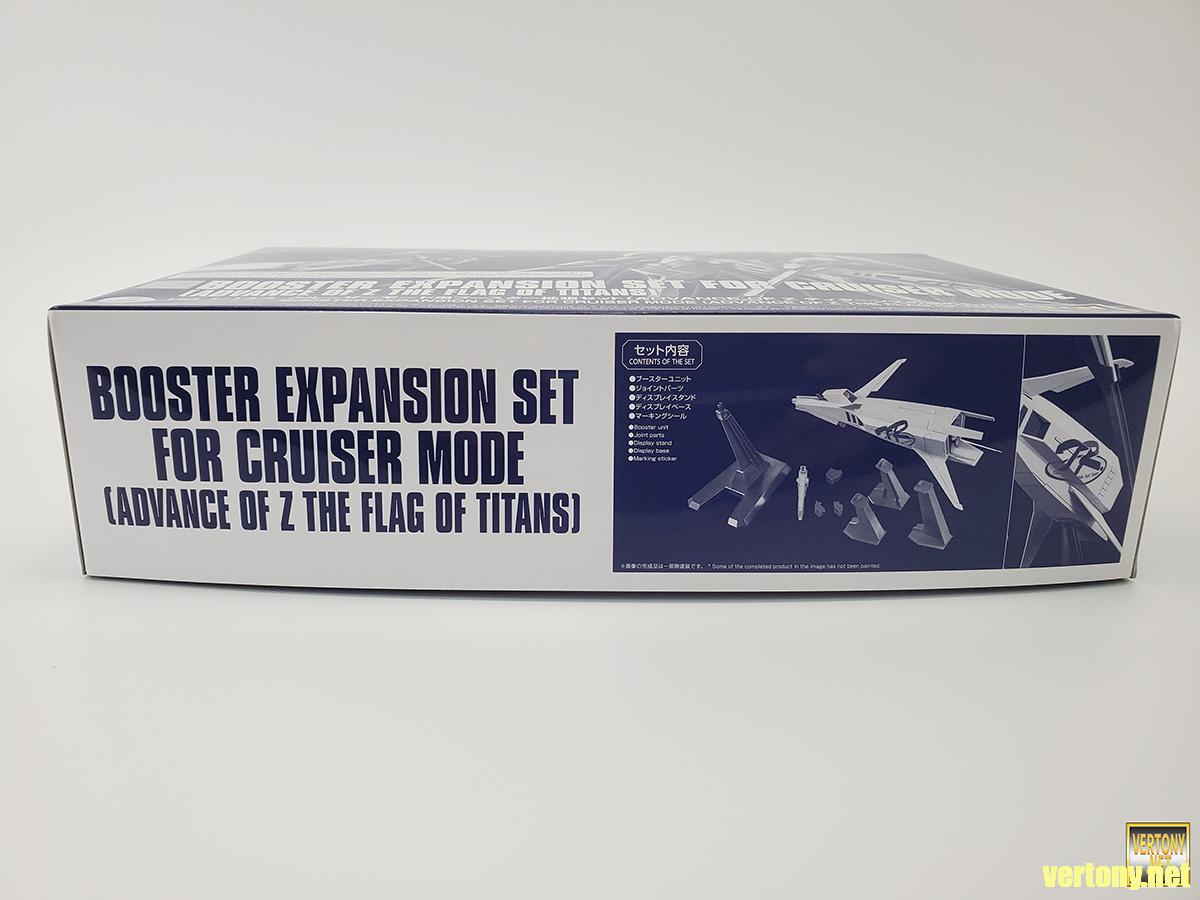 BOOSTER EXPANSION SET FOR CRUISER MODE
(ADVANCE OF Z THE FLAG OF TITANS)
BOOSTER EXPANSION SET
FOR CRUISER MODE
(ADVANCE OF Z THE FLAG OF TITANS)
セット内容
CONTENTS OF THE SET
●ブースターユニット
●ジョイントパーツ
●ディスプレイスタンド
●ディスプレイベース
●マーキングシール
●Booster unit
●Joint parts
●Display stand
●Display base
●Marking sticker
※画像の完成品は一部無塗装です。 * Some of the completed product in the image has not been painted.
VERTONY
.NET
vertony.net